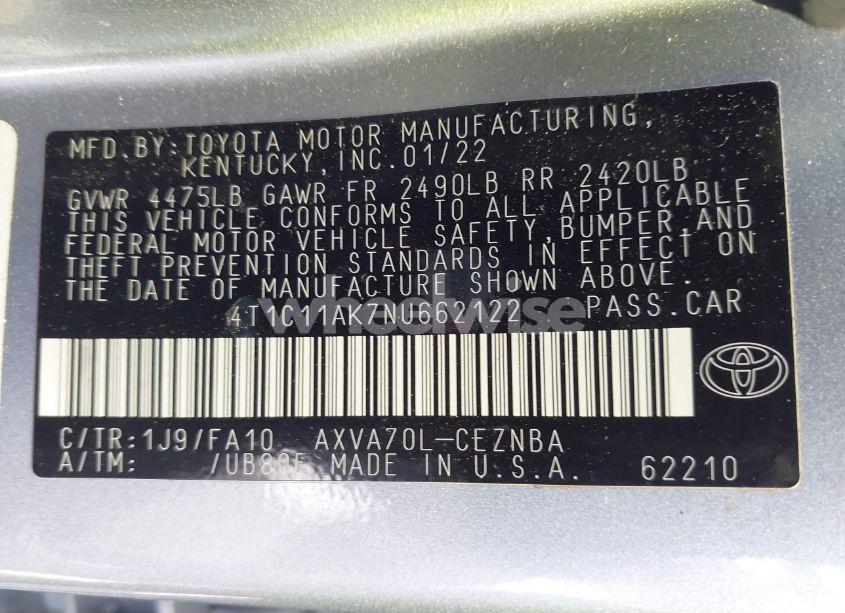 MFD. BY: TOYOTA MOTOR MANUFACTURING,
KENTUCKY, INC. 01/22
GVWR 4475LB GAWR FR 2490LB RR 2420LB
THIS VEHICLE CONFORMS TO ALL APPLICABLE
FEDERAL MOTOR VEHICLE SAFETY, BUMPER, AND
THEFT PREVENTION STANDARDS IN EFFECT ON
THE DATE OF MANUFACTURE SHOWN ABOVE.
4T1C11AK7NU662122 PASS. CAR
wheelwise
C/TR: 1J9/FA10 AXVA70L-CEZNBA
A/TM: /UB80E MADE IN U.S.A. 62210